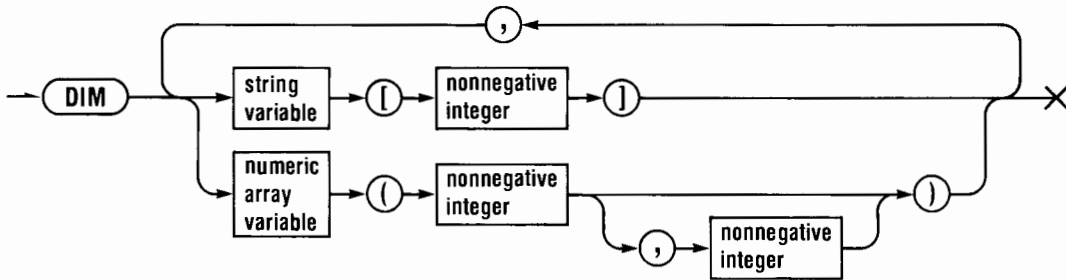 ,
DIM
string
variable
[
nonnegative
integer
]
numeric
array
variable
(
nonnegative
integer
)
,
nonnegative
integer